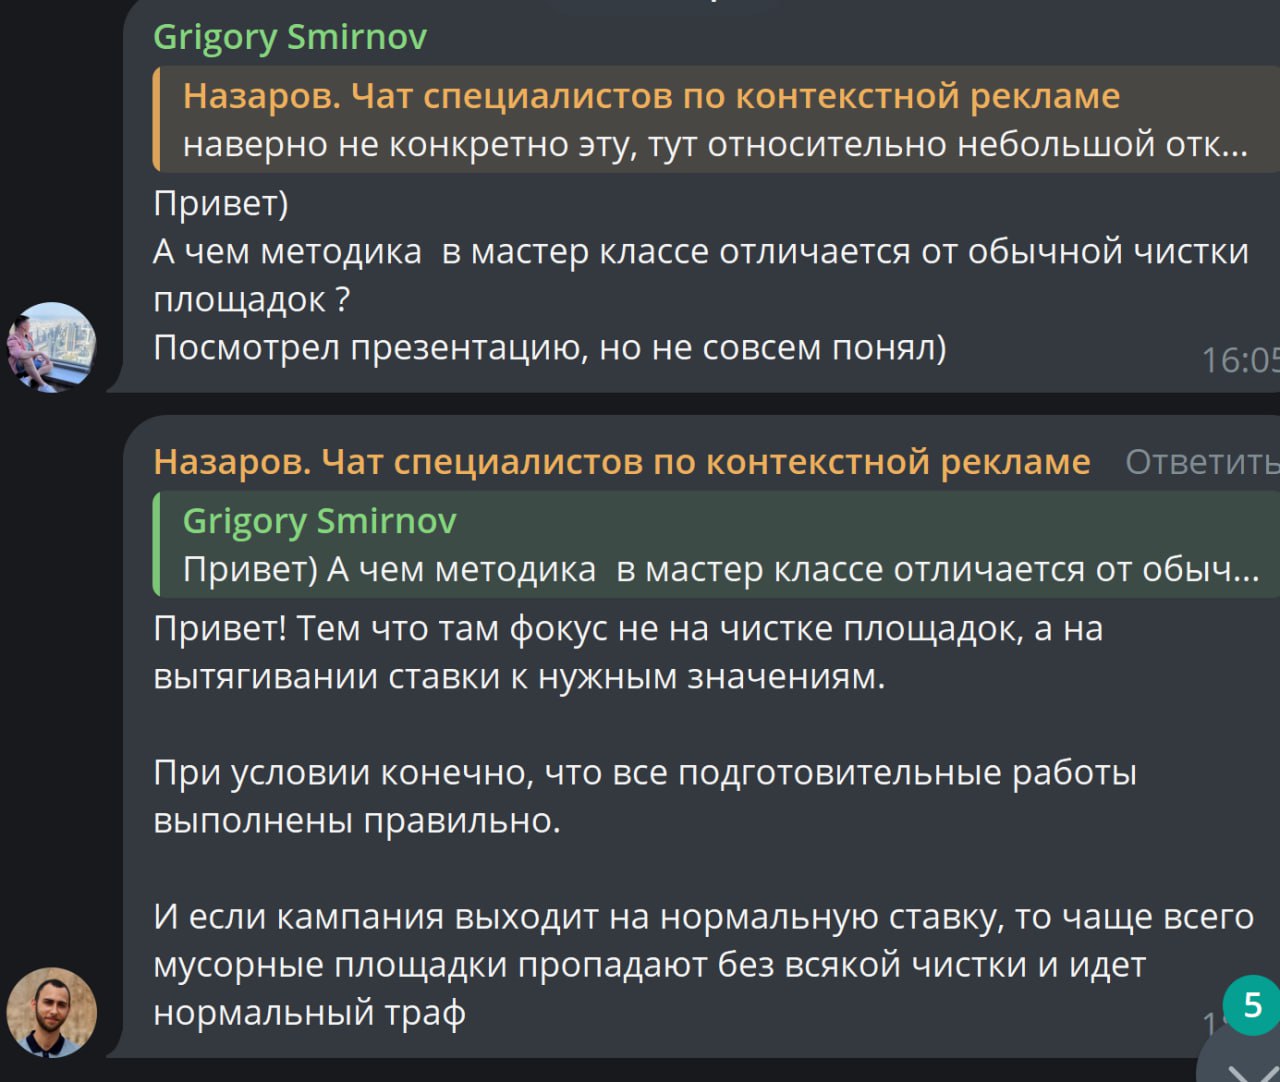 Grigory Smirnov
Назаров. Чат специалистов по контекстной рекламе
наверно не конкретно эту, тут относительно небольшой отк...
Привет)
А чем методика  в мастер классе отличается от обычной чистки
площадок ?
Посмотрел презентацию, но не совсем понял)
16:05
Назаров. Чат специалистов по контекстной рекламе Ответить
Grigory Smirnov
Привет) А чем методика  в мастер классе отличается от обыч...
Привет! Тем что там фокус не на чистке площадок, а на
вытягивании ставки к нужным значениям.
При условии конечно, что все подготовительные работы
выполнены правильно.
И если кампания выходит на нормальную ставку, то чаще всего
мусорные площадки пропадают без всякой чистки и идет
нормальный траф
5